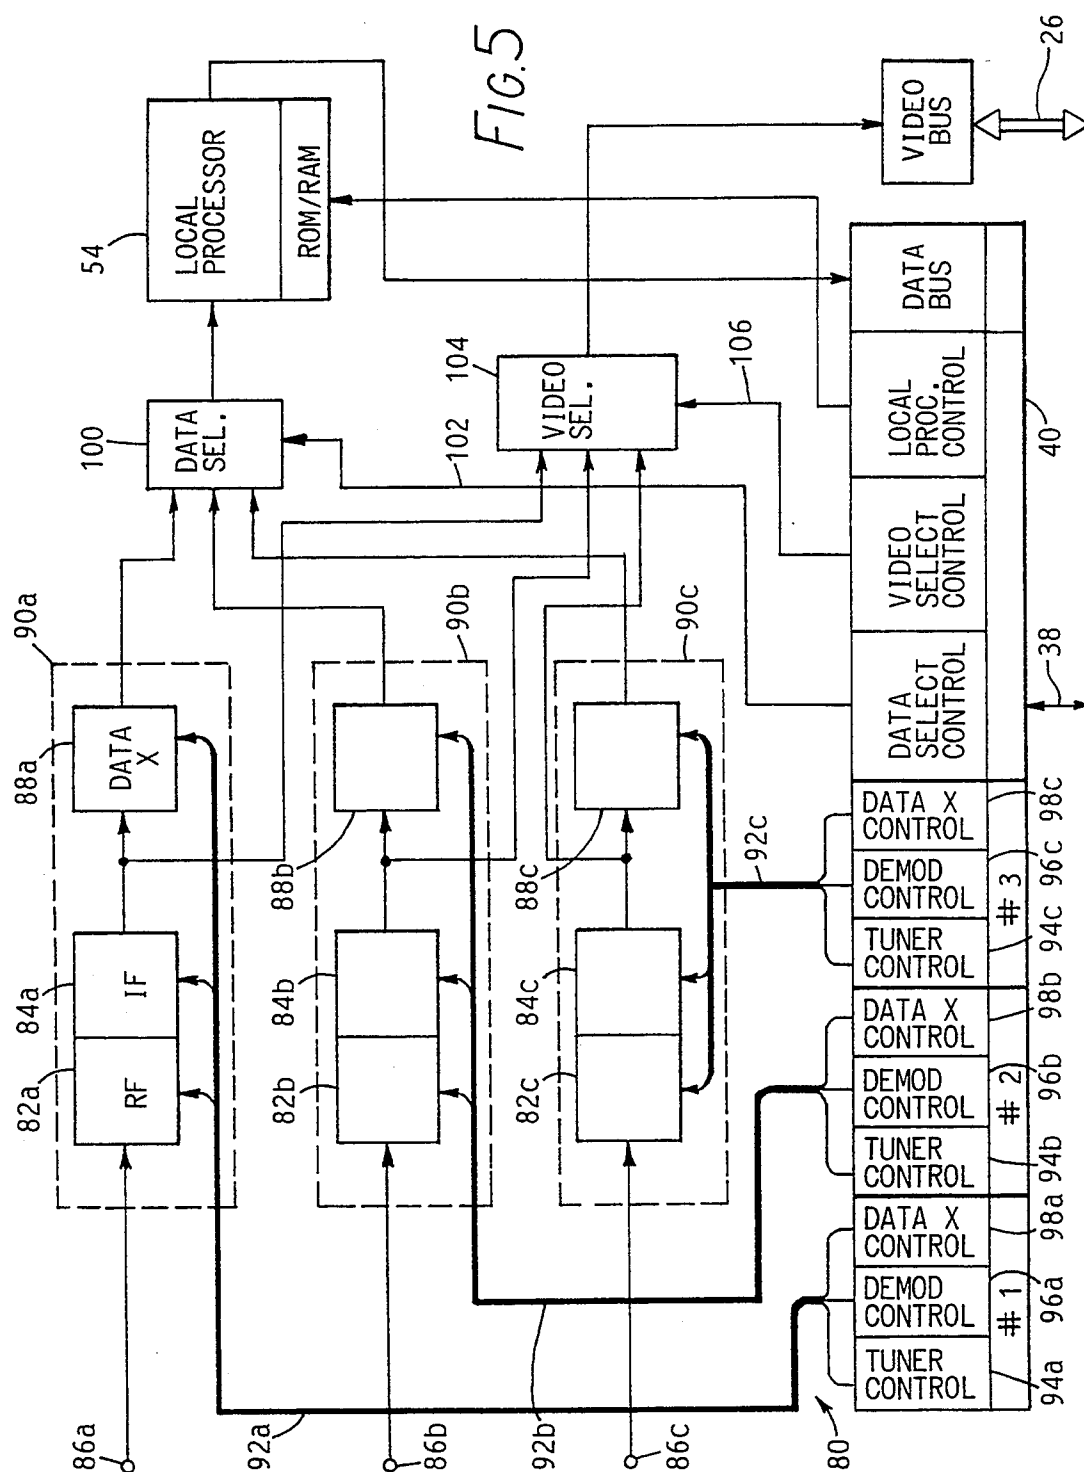 FIG.5
86a
82a
84a
88a
90a
RF
IF
DATA
X
100
DATA
SEL.
54
LOCAL
PROCESSOR
ROM/RAM
92a
86b
82b
84b
88b
90b
102
104
VIDEO
SEL.
92b
86c
82c
84c
88c
90c
106
VIDEO
BUS
26
92c
80
TUNER
CONTROL
DEMOD
CONTROL
DATA X
CONTROL
TUNER
CONTROL
DEMOD
CONTROL
DATA X
CONTROL
TUNER
CONTROL
DEMOD
CONTROL
DATA X
CONTROL
DATA
SELECT
CONTROL
VIDEO
SELECT
CONTROL
LOCAL
PROC.
CONTROL
DATA
BUS
#1
#2
#3
94a
96a
98a
94b
96b
98b
94c
96c
98c
38
40